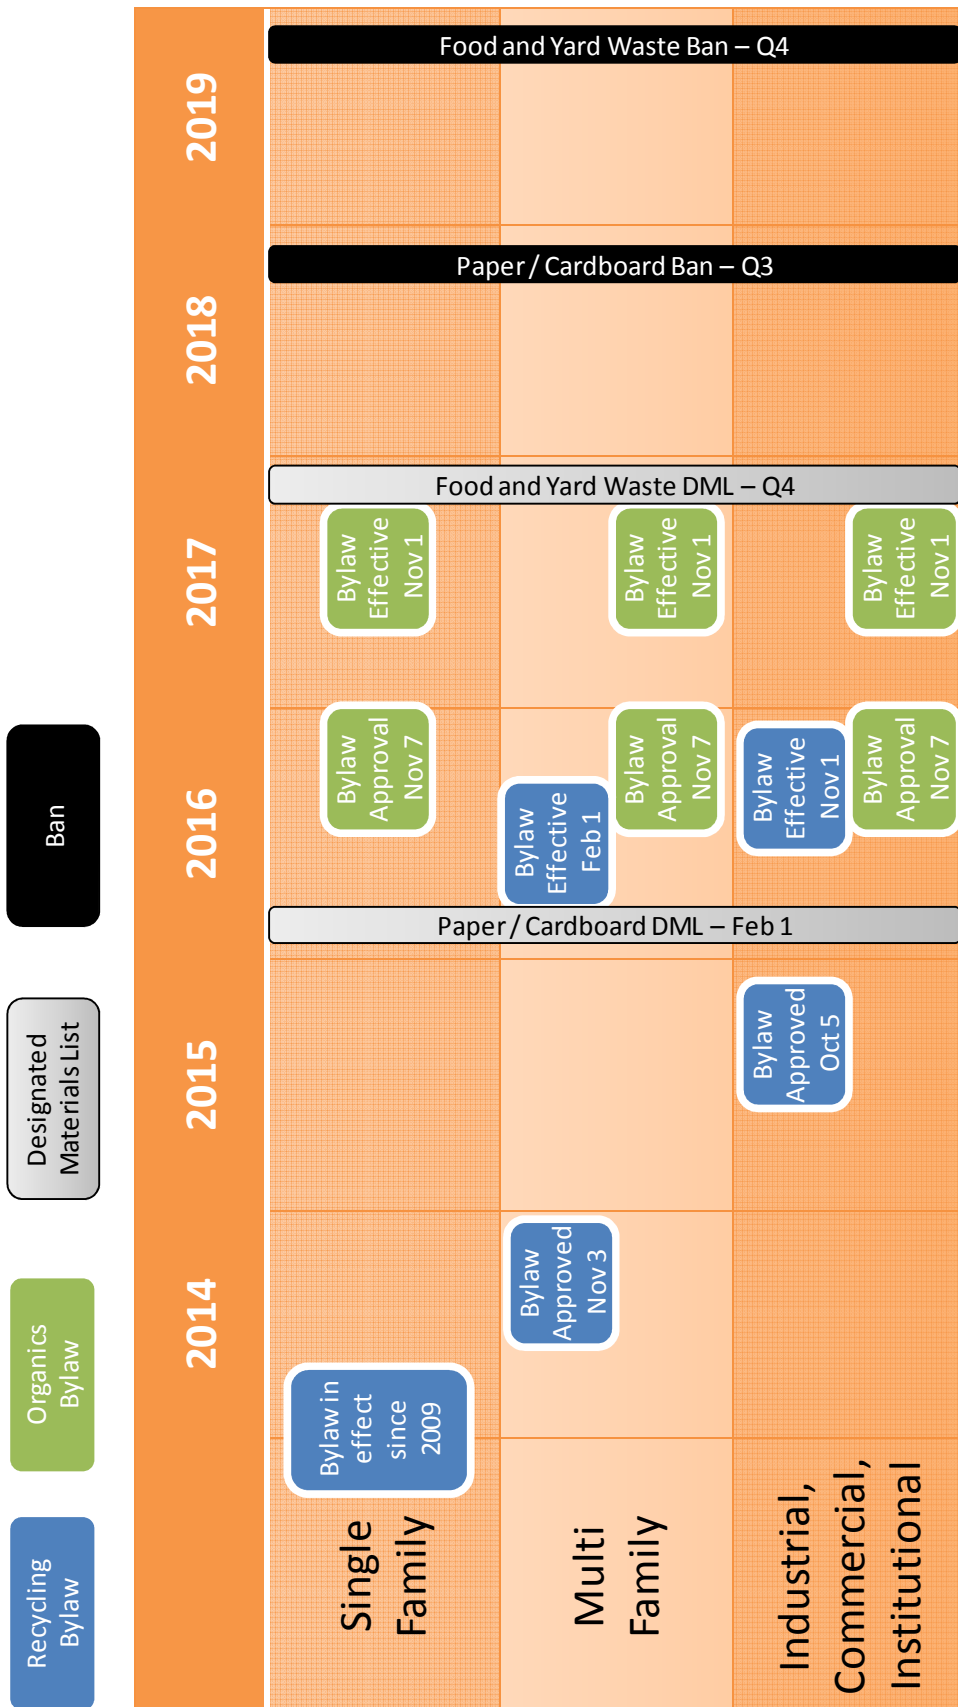 Recycling
Bylaw
Organics
Bylaw
Designated
Materials List
Ban
2014
2015
2016
2017
2018
2019
Single
Family
Bylaw in
effect
since
2009
Bylaw
Approval
Nov 7
Bylaw
Effective
Nov 1
Multi
Family
Bylaw
Approved
Nov 3
Bylaw
Effective
Feb 1
Bylaw
Approval
Nov 7
Bylaw
Effective
Nov 1
Industrial,
Commercial,
Institutional
Bylaw
Approved
Oct 5
Bylaw
Effective
Nov 1
Bylaw
Approval
Nov 7
Bylaw
Effective
Nov 1
Paper / Cardboard DML – Feb 1
Food and Yard Waste DML – Q4
Paper / Cardboard Ban – Q3
Food and Yard Waste Ban – Q4